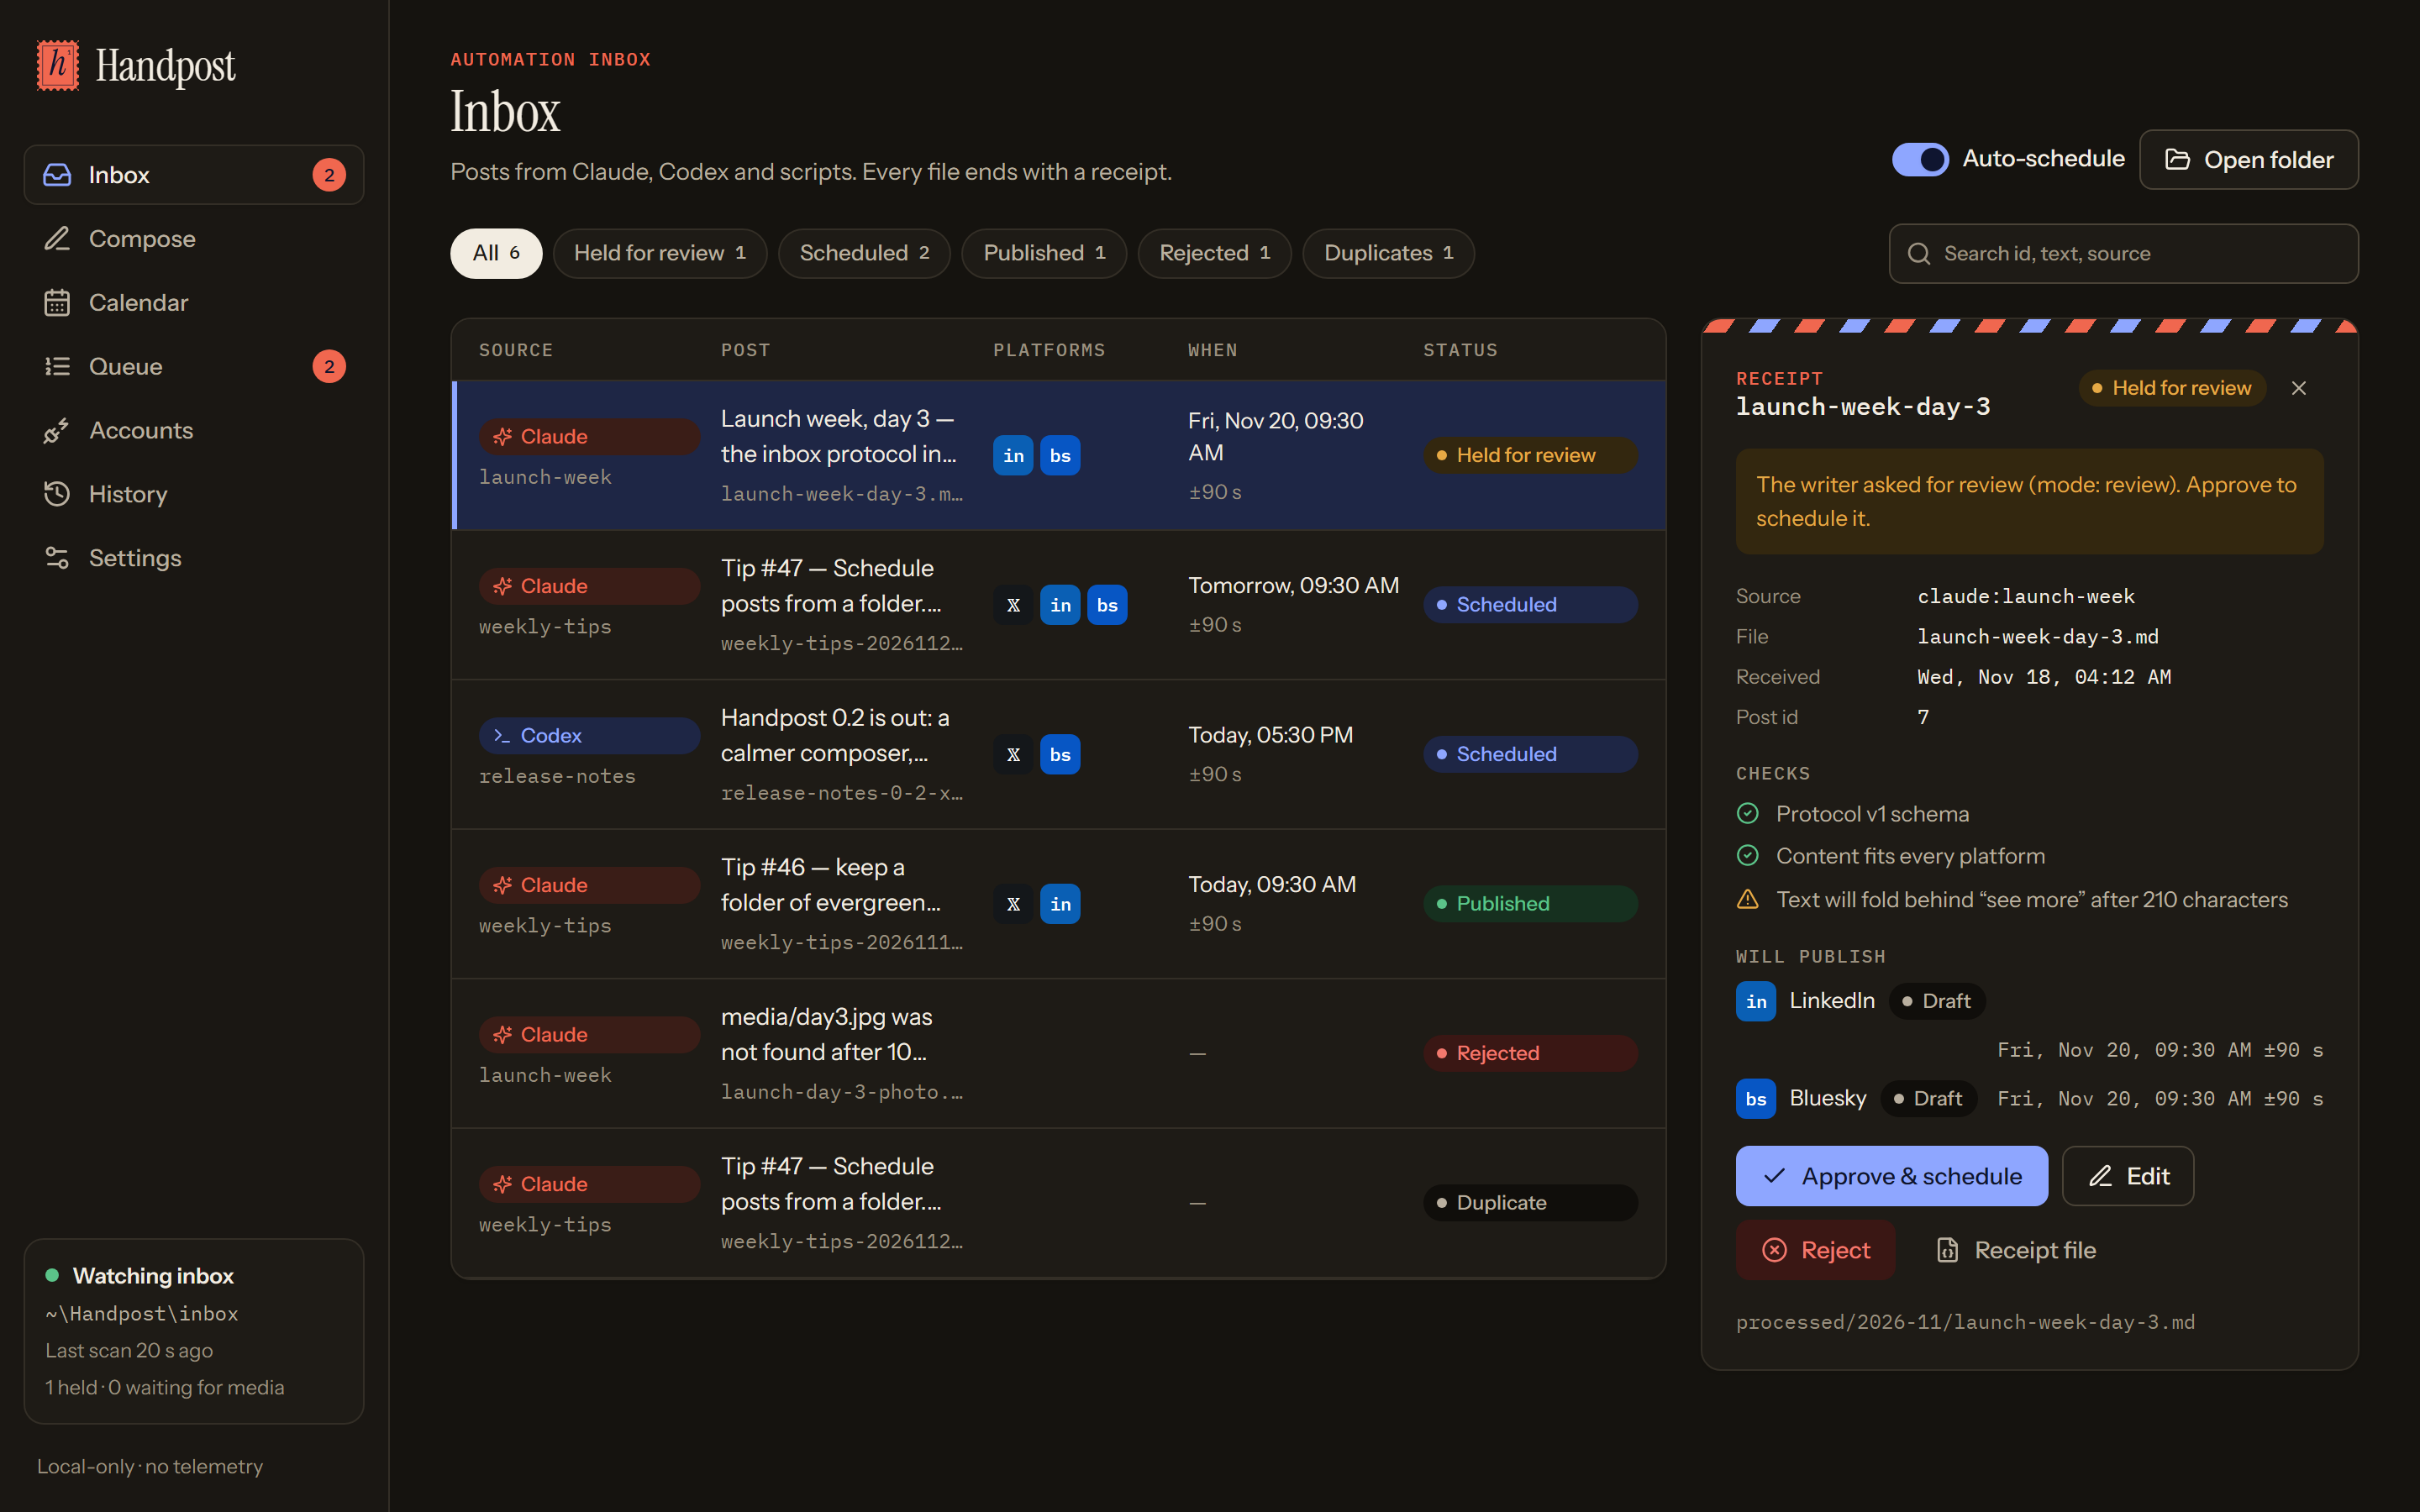 h
Handpost
Inbox 2
Compose
Calendar
Queue 2
Accounts
History
Settings
Watching inbox
~\Handpost\inbox
Last scan 20 s ago
1 held · 0 waiting for media
Local-only · no telemetry
AUTOMATION INBOX
Inbox
Posts from Claude, Codex and scripts. Every file ends with a receipt.
Auto-schedule
Open folder
All 6
Held for review 1
Scheduled 2
Published 1
Rejected 1
Duplicates 1
Search id, text, source
SOURCE POST PLATFORMS WHEN STATUS
Claude
launch-week
Launch week, day 3 —
the inbox protocol in…
launch-week-day-3.m…
in bs
Fri, Nov 20, 09:30
AM
±90 s
Held for review
Claude
weekly-tips
Tip #47 — Schedule
posts from a folder.…
weekly-tips-2026112…
X in bs
Tomorrow, 09:30 AM
±90 s
Scheduled
Codex
release-notes
Handpost 0.2 is out: a
calmer composer,…
release-notes-0-2-x…
X bs
Today, 05:30 PM
±90 s
Scheduled
Claude
weekly-tips
Tip #46 — keep a
folder of evergreen…
weekly-tips-2026111…
X in
Today, 09:30 AM
±90 s
Published
Claude
launch-week
media/day3.jpg was
not found after 10…
launch-day-3-photo.…
—
Rejected
Claude
weekly-tips
Tip #47 — Schedule
posts from a folder.…
weekly-tips-2026112…
—
Duplicate
RECEIPT
launch-week-day-3
Held for review
The writer asked for review (mode: review). Approve to
schedule it.
Source claude:launch-week
File launch-week-day-3.md
Received Wed, Nov 18, 04:12 AM
Post id 7
CHECKS
Protocol v1 schema
Content fits every platform
Text will fold behind “see more” after 210 characters
WILL PUBLISH
in LinkedIn Draft
Fri, Nov 20, 09:30 AM ±90 s
bs Bluesky Draft Fri, Nov 20, 09:30 AM ±90 s
Approve & schedule
Edit
Reject
Receipt file
processed/2026-11/launch-week-day-3.md